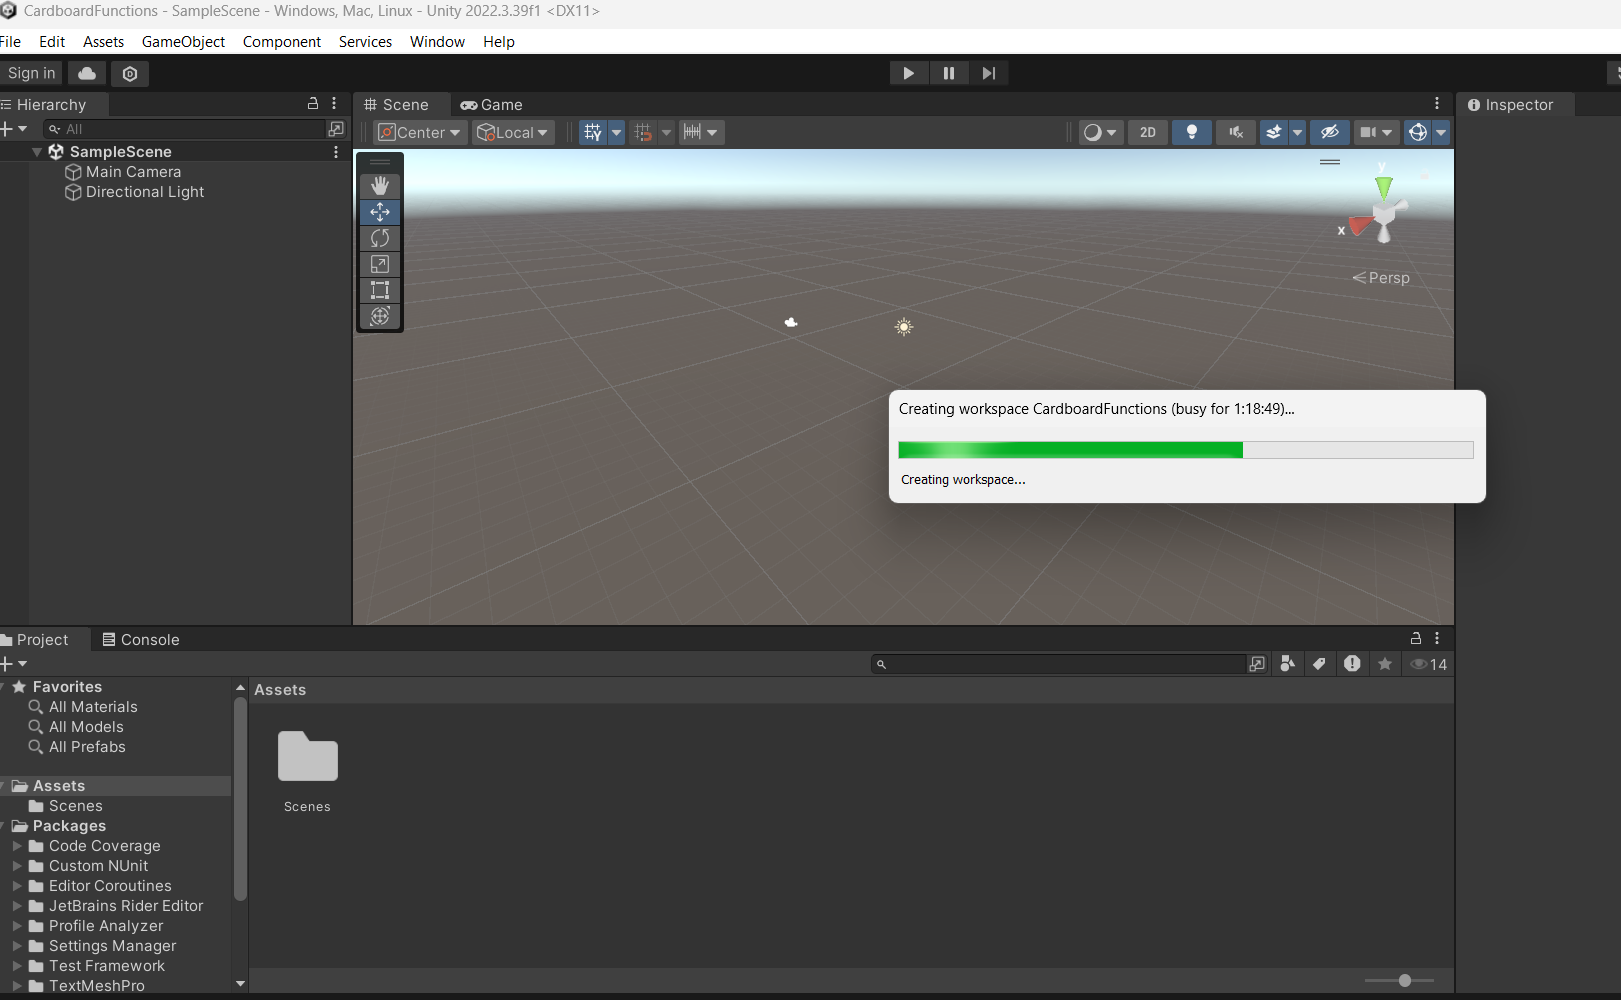 CardboardFunctions - SampleScene - Windows, Mac, Linux - Unity 2022.3.39f1 <DX11>
File Edit Assets GameObject Component Services Window Help
Sign in
Hierarchy
All
SampleScene
Main Camera
Directional Light
Scene Game
Center Local 2D
y
x
Persp
Inspector
Creating workspace CardboardFunctions (busy for 1:18:49)...
Creating workspace...
Project Console
14
Favorites
All Materials
All Models
All Prefabs
Assets
Scenes
Packages
Code Coverage
Custom NUnit
Editor Coroutines
JetBrains Rider Editor
Profile Analyzer
Settings Manager
Test Framework
TextMeshPro
Assets
Scenes